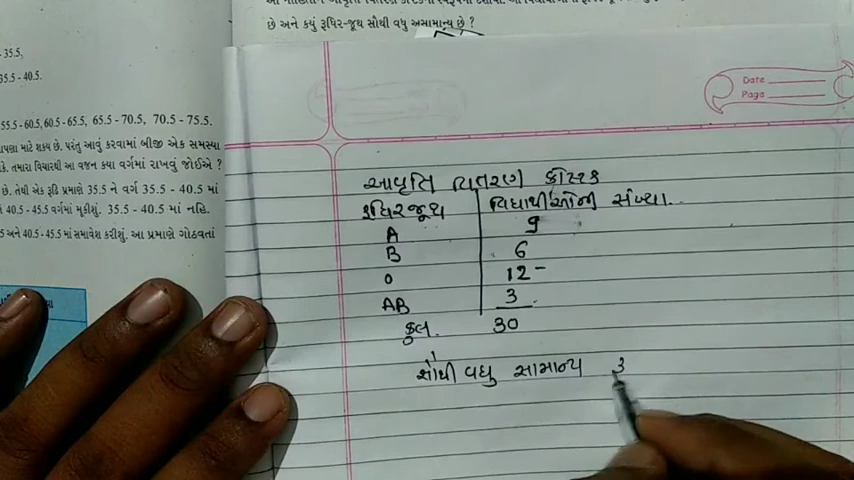 છે અને કયું રૂધિર-જૂથ સૌથી વધુ અસામાન્ય છે ?
- 35.5,
35.5 - 40.5.
55.5 - 60.5, 60.5 - 65.5, 65.5 - 70.5, 70.5 - 75.5.
માપણા માટે શક્ય છે. પરંતુ આવું કરવામાં બીજી એક સમસ્યા
કે. તમારા વિચારથી આ વજન કયા વર્ગમાં રાખવું જોઈએ ?
છે. તેથી એક રૂઢિ પ્રમાણે 35.5 ને વર્ગ 35.5 - 40.5 માં
40.5 - 45.5 વર્ગમાં મૂકીશું. 35.5 - 40.5 માં નહિ.
5 અને 40.5 - 45.5 માં સમાવેશ કરીશું. આ પ્રમાણે ગોઠવતાં
Date
Page
આવૃતિ વિતરણ કોષ્ટક
રૂધિરજૂથ વિદ્યાર્થીઓની સંખ્યા..
A 9
B 6
O 12 -
AB 3
કુલ. 30
સૌથી વધુ સામાન્ય રૂ